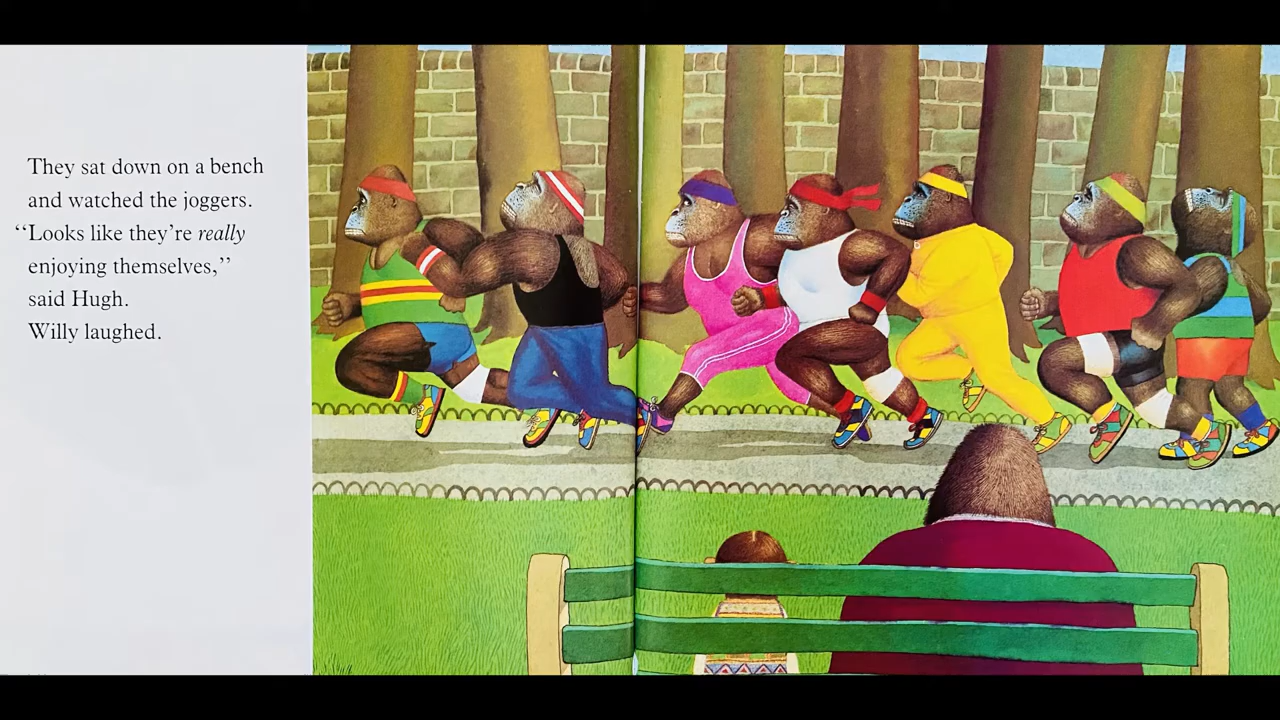 They sat down on a bench
and watched the joggers.
‘‘Looks like they’re really
enjoying themselves,’’
said Hugh.
Willy laughed.